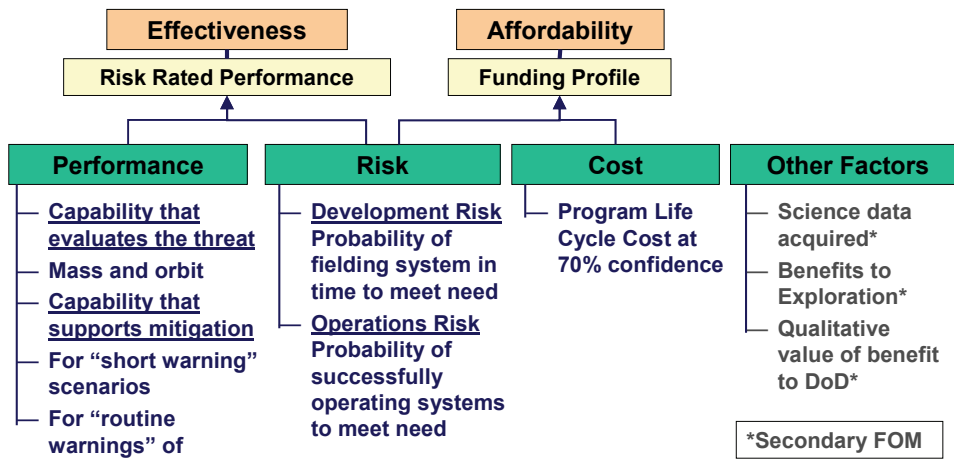 Effectiveness
Affordability
Risk Rated Performance
Funding Profile
Performance
Risk
Cost
Other Factors
Capability that
evaluates the threat
Mass and orbit
Capability that
supports mitigation
For “short warning”
scenarios
For “routine
warnings” of
Development Risk
Probability of
fielding system in
time to meet need
Operations Risk
Probability of
successfully
operating systems
to meet need
Program Life
Cycle Cost at
70% confidence
Science data
acquired*
Benefits to
Exploration*
Qualitative
value of benefit
to DoD*
*Secondary FOM